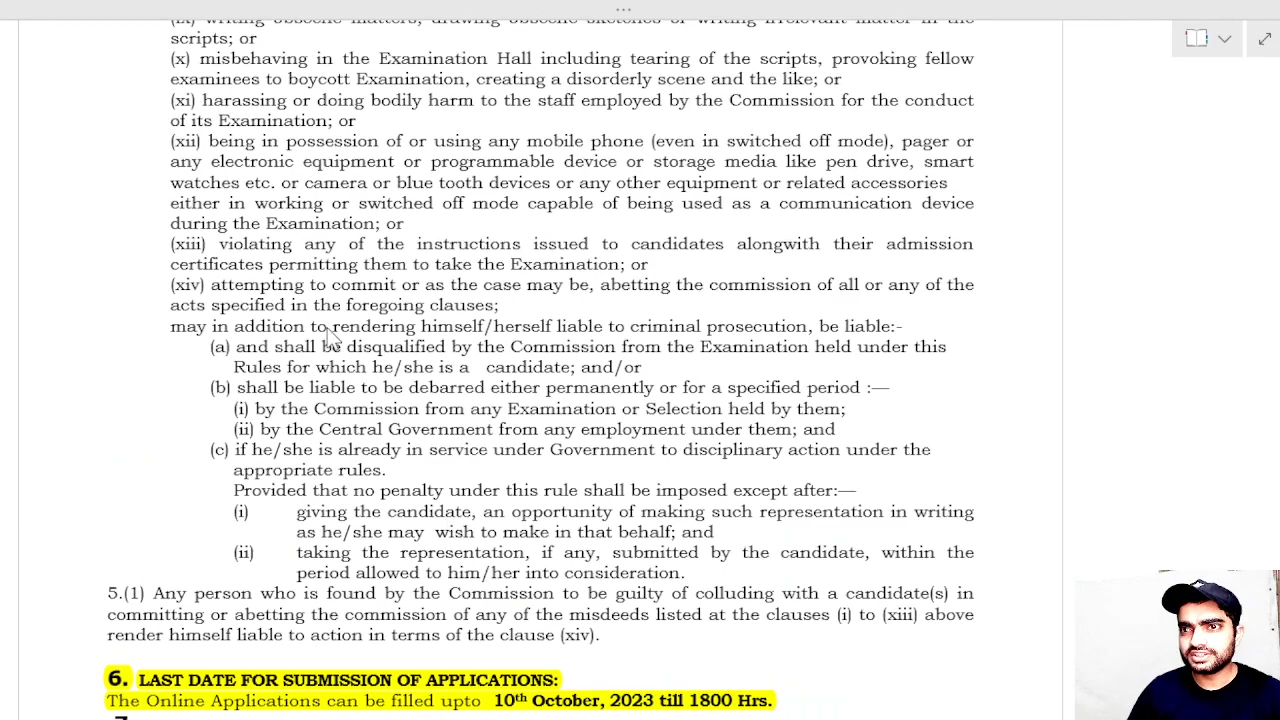 (ix) writing obscene matters, drawing obscene sketches or writing irrelevant matter in the
scripts; or
(x) misbehaving in the Examination Hall including tearing of the scripts, provoking fellow
examinees to boycott Examination, creating a disorderly scene and the like; or
(xi) harassing or doing bodily harm to the staff employed by the Commission for the conduct
of its Examination; or
(xii) being in possession of or using any mobile phone (even in switched off mode), pager or
any electronic equipment or programmable device or storage media like pen drive, smart
watches etc. or camera or blue tooth devices or any other equipment or related accessories
either in working or switched off mode capable of being used as a communication device
during the Examination; or
(xiii) violating any of the instructions issued to candidates alongwith their admission
certificates permitting them to take the Examination; or
(xiv) attempting to commit or as the case may be, abetting the commission of all or any of the
acts specified in the foregoing clauses;
may in addition to rendering himself/herself liable to criminal prosecution, be liable:-
(a) and shall be disqualified by the Commission from the Examination held under this
Rules for which he/she is a candidate; and/or
(b) shall be liable to be debarred either permanently or for a specified period :—
(i) by the Commission from any Examination or Selection held by them;
(ii) by the Central Government from any employment under them; and
(c) if he/she is already in service under Government to disciplinary action under the
appropriate rules.
Provided that no penalty under this rule shall be imposed except after:—
(i) giving the candidate, an opportunity of making such representation in writing
as he/she may wish to make in that behalf; and
(ii) taking the representation, if any, submitted by the candidate, within the
period allowed to him/her into consideration.
5.(1) Any person who is found by the Commission to be guilty of colluding with a candidate(s) in
committing or abetting the commission of any of the misdeeds listed at the clauses (i) to (xiii) above
render himself liable to action in terms of the clause (xiv).
6. LAST DATE FOR SUBMISSION OF APPLICATIONS:
The Online Applications can be filled upto 10th October, 2023 till 1800 Hrs.